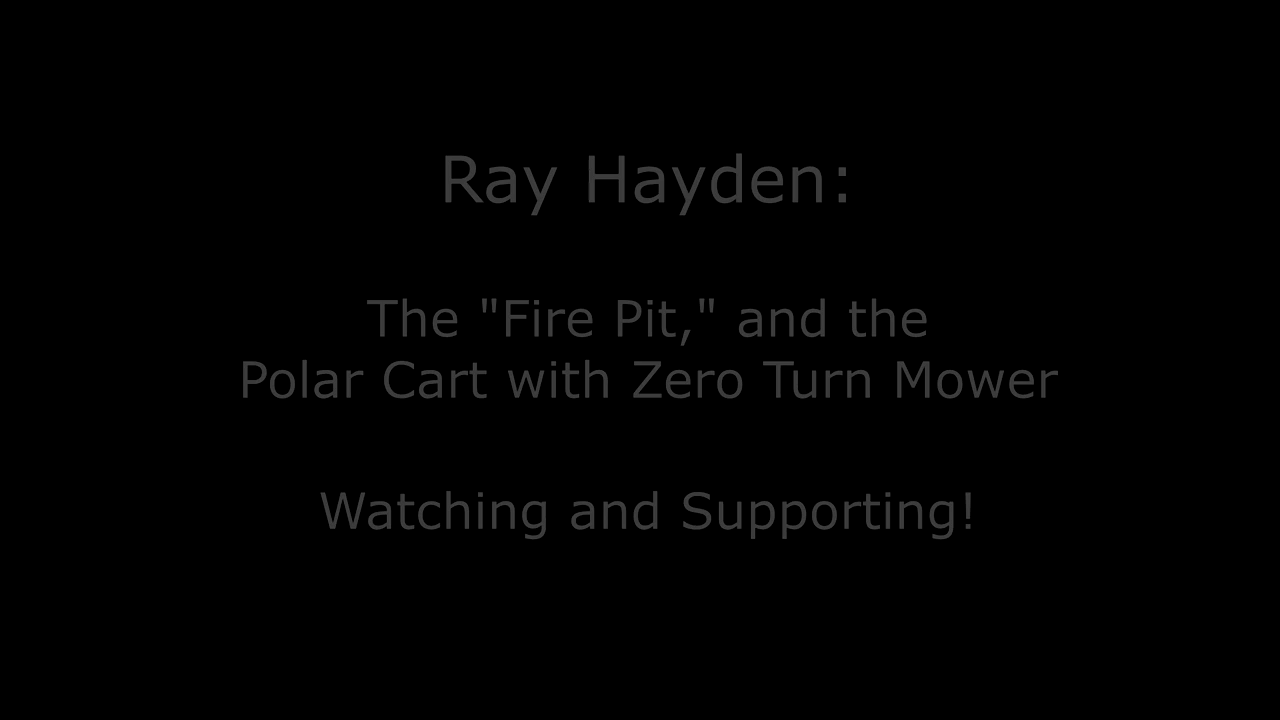 Ray Hayden:
The "Fire Pit," and the
Polar Cart with Zero Turn Mower
Watching and Supporting!